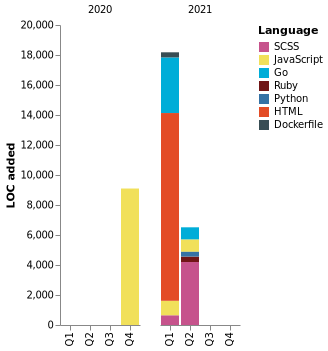 2020 2021
Language
SCSS
JavaScript
Go
Ruby
Python
HTML
Dockerfile
LOC added
20,000
18,000
16,000
14,000
12,000
10,000
8,000
6,000
4,000
2,000
0
Q1 Q2 Q3 Q4 Q1 Q2 Q3 Q4